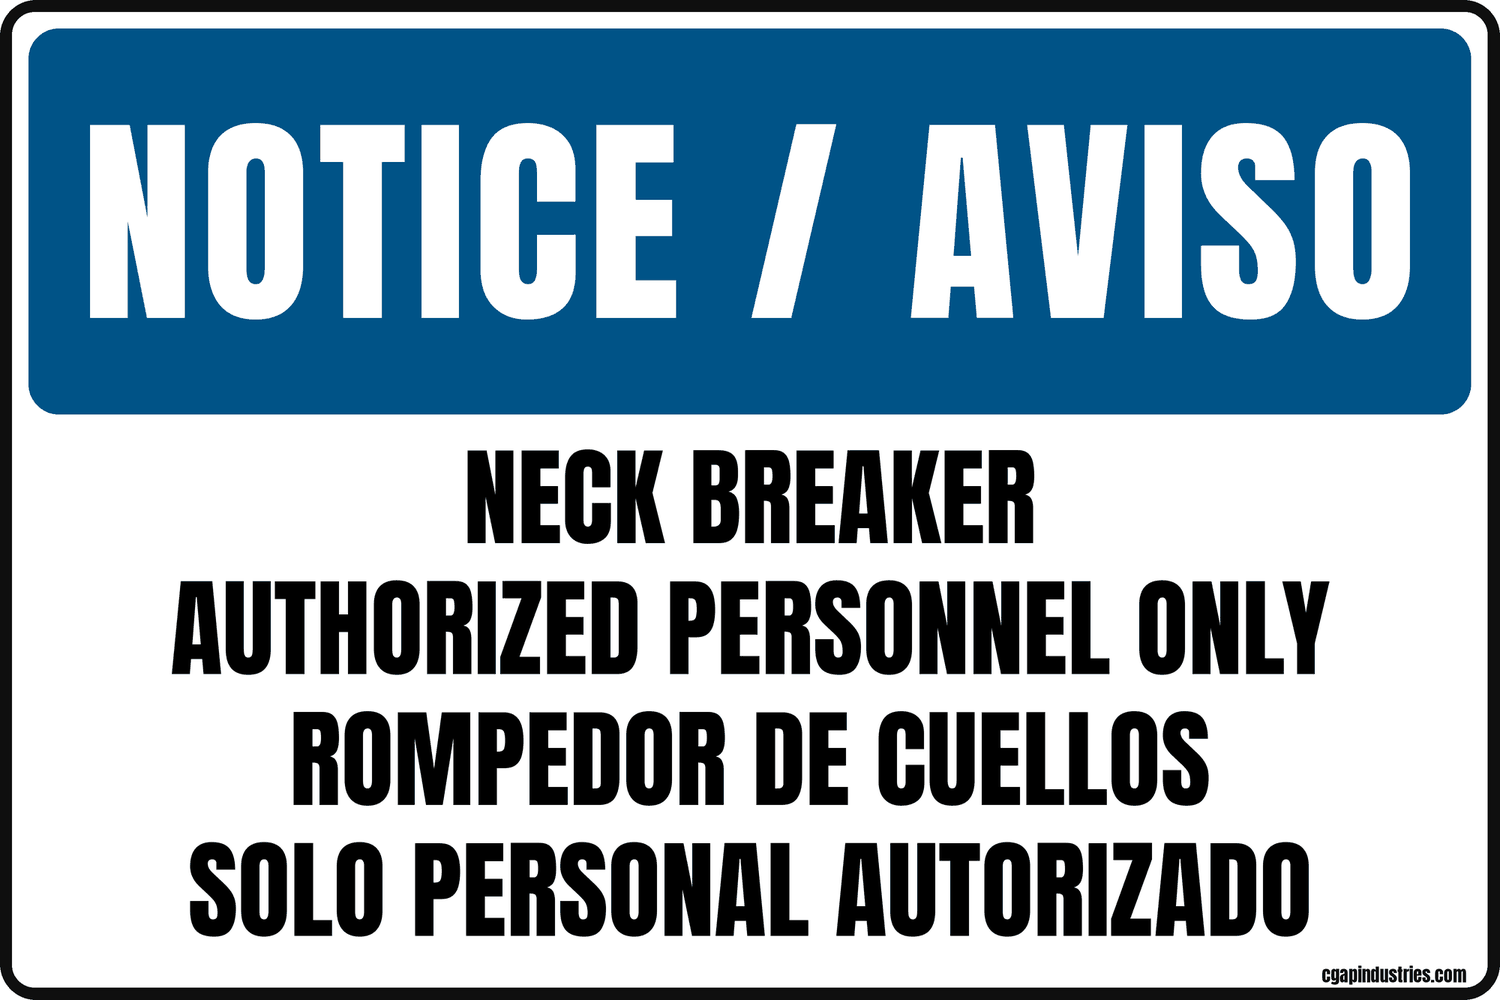 NOTICE / AVISO
NECK BREAKER
AUTHORIZED PERSONNEL ONLY
ROMPEDOR DE CUELLOS
SOLO PERSONAL AUTORIZADO
cgapindustries.com